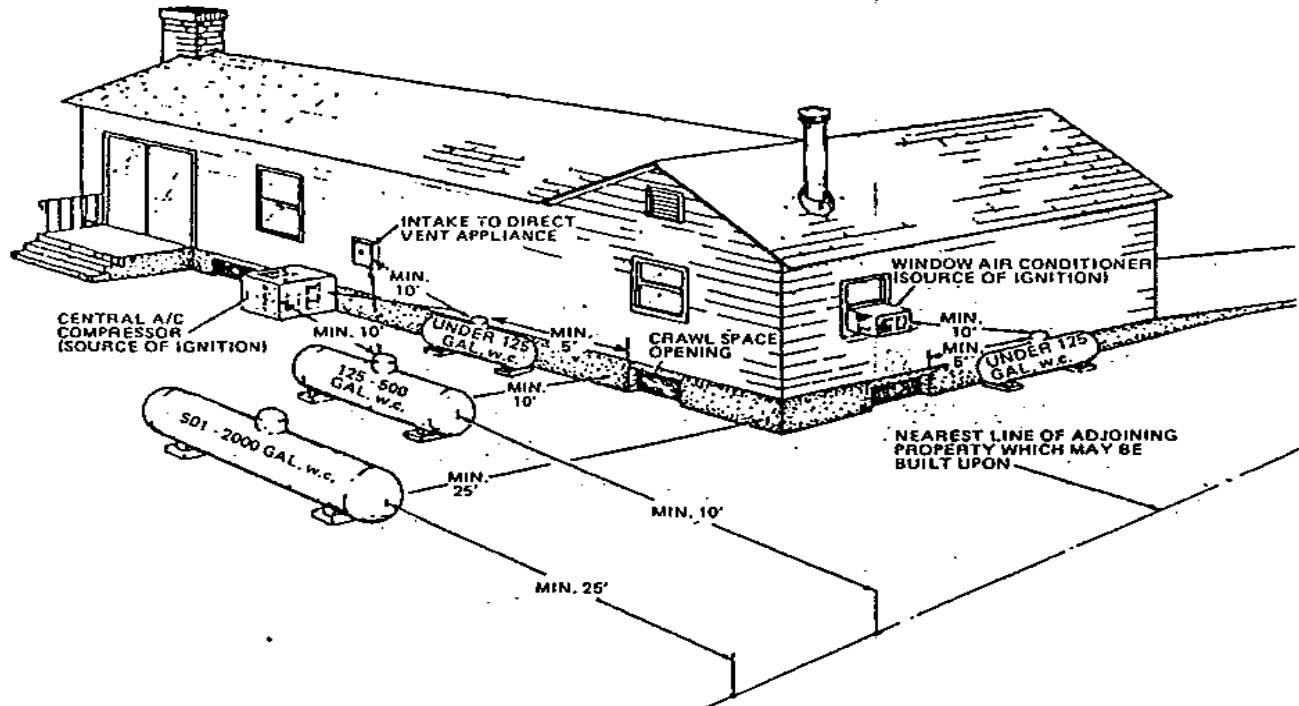 INTAKE TO DIRECT
VENT APPLIANCE
MIN.
10'
WINDOW AIR CONDITIONER
(SOURCE OF IGNITION)
CENTRAL A/C
COMPRESSOR
(SOURCE OF IGNITION)
MIN. 10'
UNDER 125
GAL. w.c.
MIN.
5'
CRAWL SPACE
OPENING
MIN.
10'
MIN.
5'
UNDER 125
GAL. w.c.
125 - 500
GAL. w.c.
MIN.
10'
501 - 2000 GAL. w.c.
NEAREST LINE OF ADJOINING
PROPERTY WHICH MAY BE
BUILT UPON
MIN.
25'
MIN. 10'
MIN. 25'